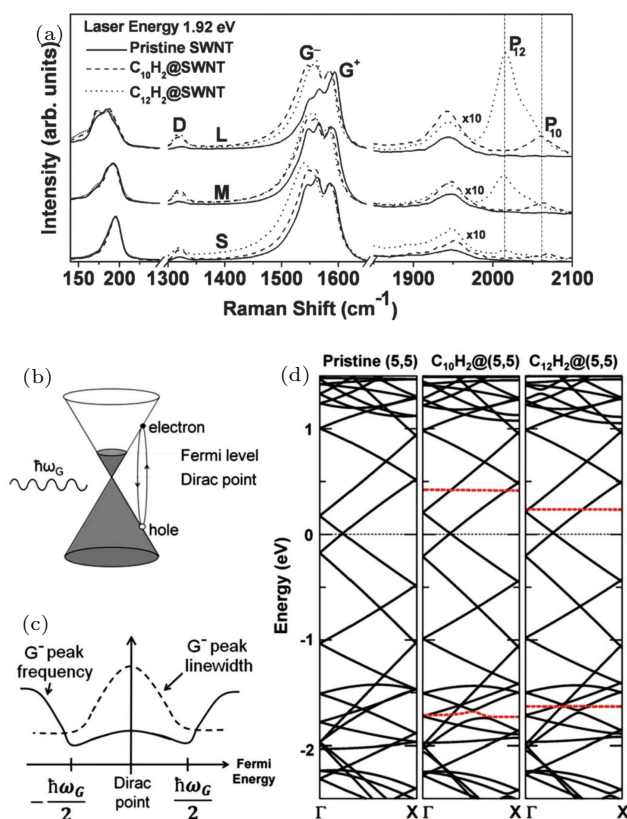 (a)
Laser Energy 1.92 eV
Pristine SWNT
C₁₀H₂@SWNT
C₁₂H₂@SWNT
G⁻
G⁺
P₁₂
P₁₀
D
L
x10
M
x10
S
x10
Intensity (arb. units)
150 200 1300 1400 1500 1600 1900 2000 2100
Raman Shift (cm⁻¹)
(b)
ħω_G
electron
Fermi level
Dirac point
hole
(c)
G⁻ peak
frequency
G⁻ peak
linewidth
Fermi
Energy
-ħω_G/2
Dirac
point
ħω_G/2
(d)
Pristine (5,5) C₁₀H₂@(5,5) C₁₂H₂@(5,5)
Energy (eV)
1
0
-1
-2
Γ X Γ X Γ X